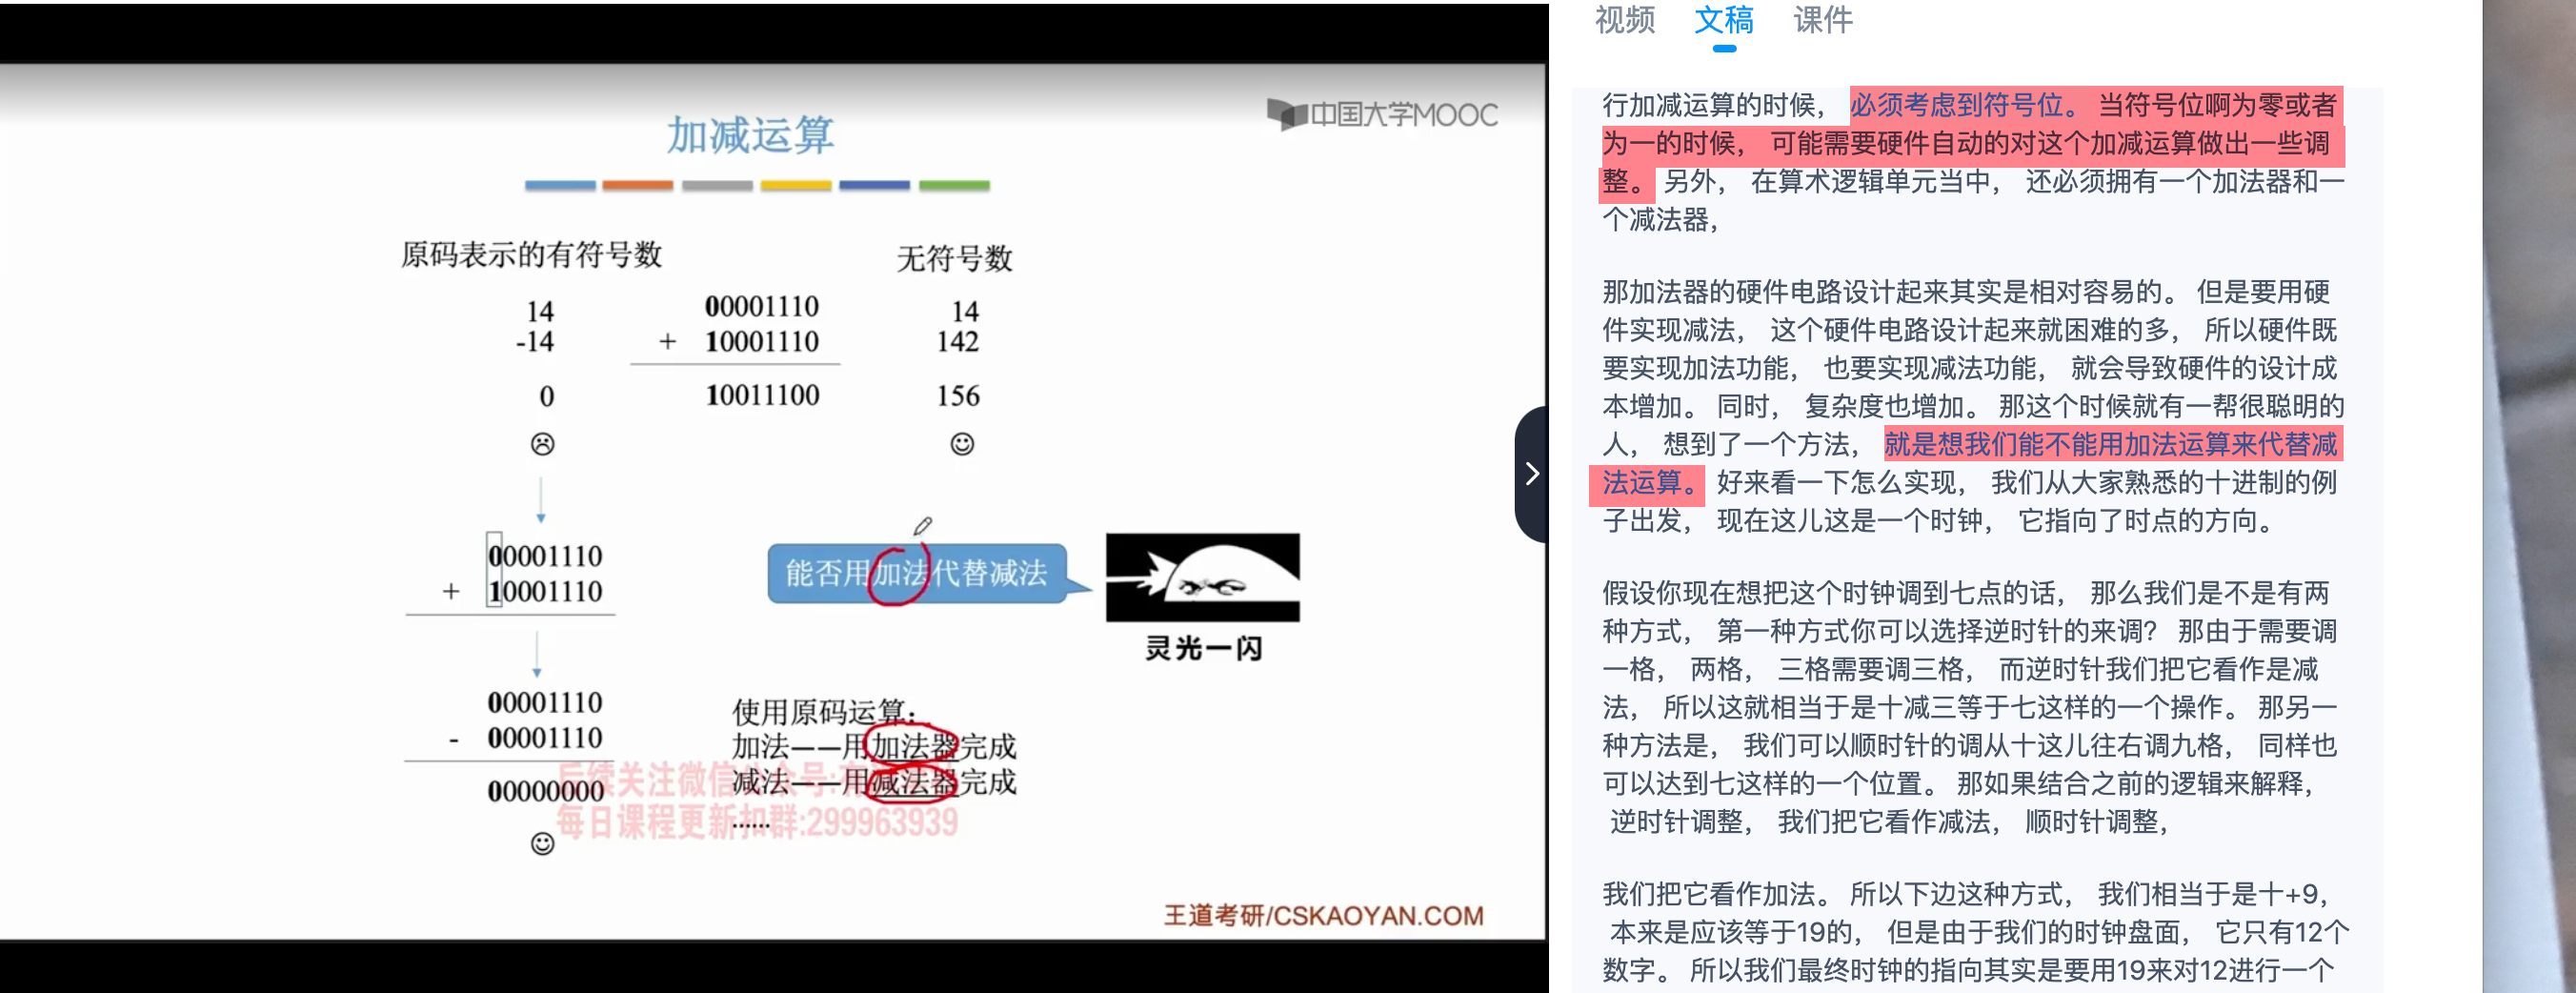 加减运算
中国大学MOOC
原码表示的有符号数
无符号数
14
00001110
14
-14
+ 10001110
142
0
10011100
156
00001110
+ 10001110
能否用加法代替减法
灵光一闪
00001110
- 00001110
00000000
使用原码运算：
加法——用加法器完成
减法——用减法器完成
......
后续关注微信公众号:
每日课程更新扣群:299963939
王道考研/CSKAOYAN.COM
视频 文稿 课件
行加减运算的时候， 必须考虑到符号位。 当符号位啊为零或者
为一的时候， 可能需要硬件自动的对这个加减运算做出一些调
整。 另外， 在算术逻辑单元当中， 还必须拥有一个加法器和一
个减法器，
那加法器的硬件电路设计起来其实是相对容易的。 但是要用硬
件实现减法， 这个硬件电路设计起来就困难的多， 所以硬件既
要实现加法功能， 也要实现减法功能， 就会导致硬件的设计成
本增加。 同时， 复杂度也增加。 那这个时候就有一帮很聪明的
人， 想到了一个方法， 就是想我们能不能用加法运算来代替减
法运算。 好来看一下怎么实现， 我们从大家熟悉的十进制的例
子出发， 现在这儿这是一个时钟， 它指向了时点的方向。
假设你现在想把这个时钟调到七点的话， 那么我们是不是有两
种方式， 第一种方式你可以选择逆时针的来调? 那由于需要调
一格， 两格， 三格需要调三格， 而逆时针我们把它看作是减
法， 所以这就相当于是十减三等于七这样的一个操作。 那另一
种方法是， 我们可以顺时针的调从十这儿往右调九格， 同样也
可以达到七这样的一个位置。 那如果结合之前的逻辑来解释，
逆时针调整， 我们把它看作减法， 顺时针调整，
我们把它看作加法。 所以下边这种方式， 我们相当于是十+9，
本来是应该等于19的， 但是由于我们的时钟盘面， 它只有12个
数字。 所以我们最终时钟的指向其实是要用19来对12进行一个